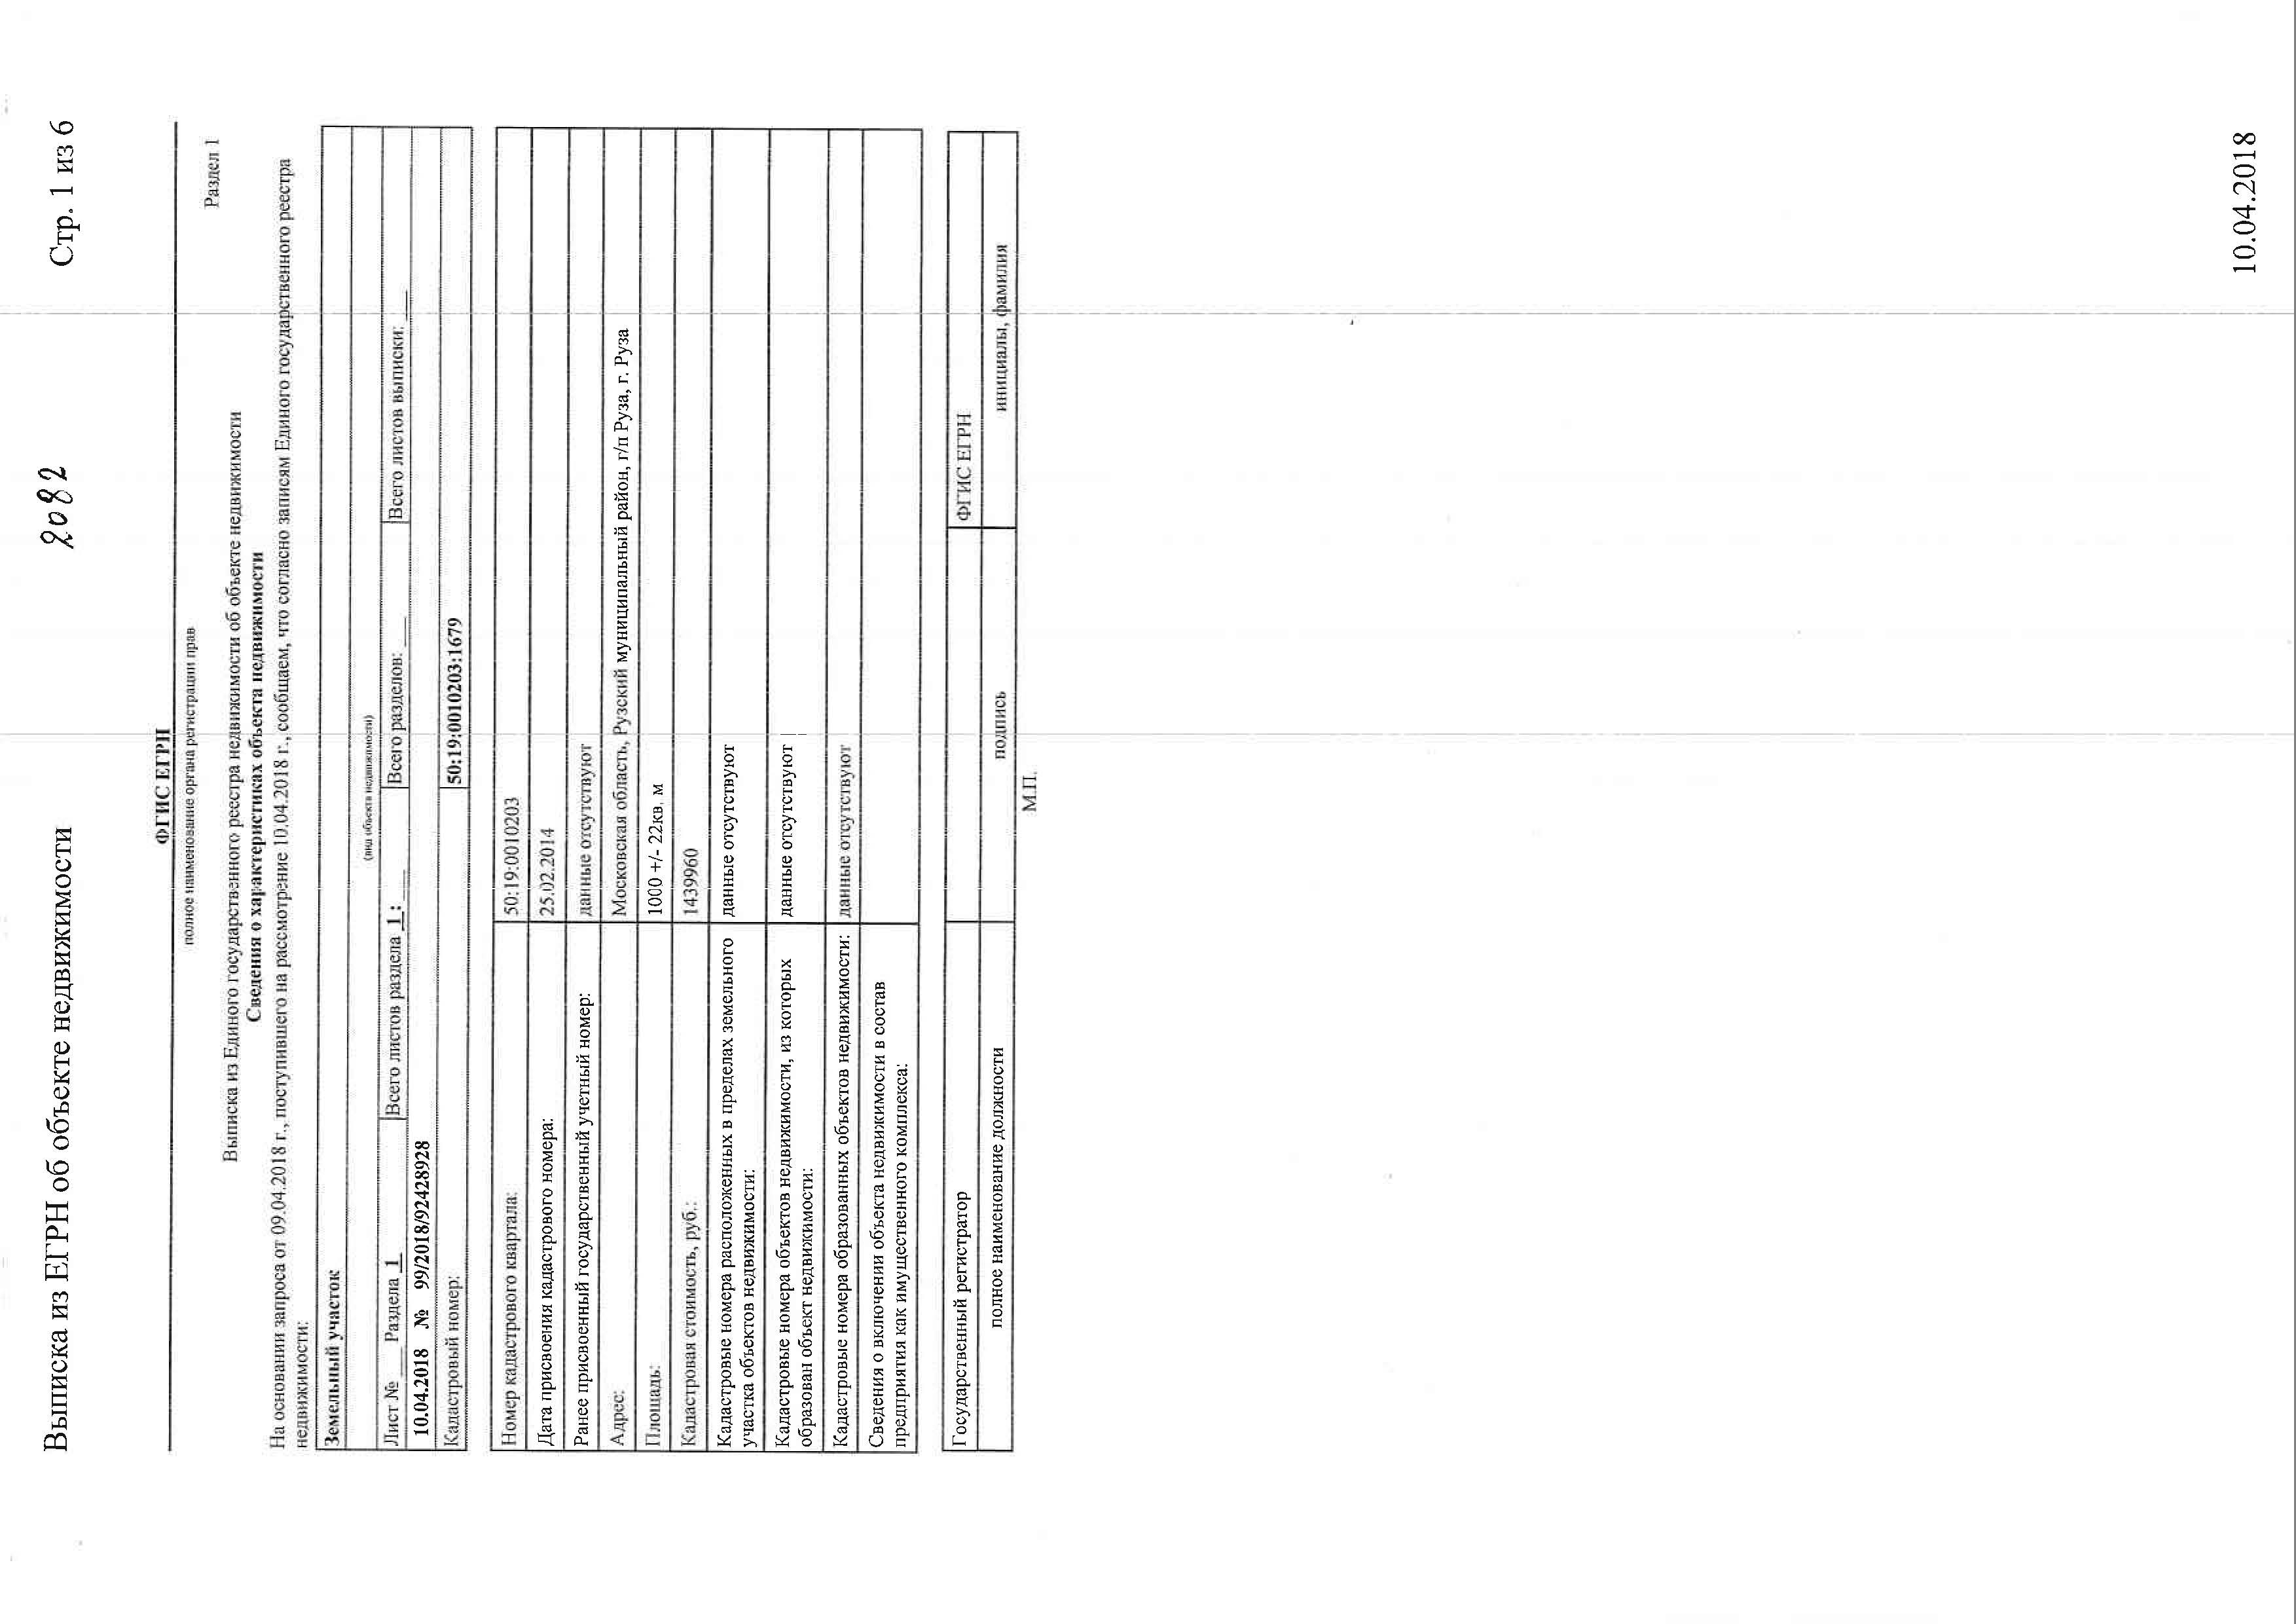 Выписка из ЕГРН об объекте недвижимости
2082
Стр. 1 из 6
ФГИС ЕГРН
полное наименование органа регистрации прав
Раздел 1
Выписка из Единого государственного реестра недвижимости об объекте недвижимости
Сведения о характеристиках объекта недвижимости
На основании запроса от 09.04.2018 г., поступившего на рассмотрение 10.04.2018 г., сообщаем, что согласно записям Единого государственного реестра
недвижимости:
Земельный участок
(вид объекта недвижимости)
Лист № ___ Раздела 1 Всего листов раздела 1 : ___ Всего разделов: ___ Всего листов выписки: ___
10.04.2018 № 99/2018/92428928
Кадастровый номер: 50:19:0010203:1679
Номер кадастрового квартала: 50:19:0010203
Дата присвоения кадастрового номера: 25.02.2014
Ранее присвоенный государственный учетный номер: данные отсутствуют
Адрес: Московская область, Рузский муниципальный район, г/п Руза, г. Руза
Площадь: 1000 +/- 22кв. м
Кадастровая стоимость, руб.: 1439960
Кадастровые номера расположенных в пределах земельного данные отсутствуют
участка объектов недвижимости:
Кадастровые номера объектов недвижимости, из которых данные отсутствуют
образован объект недвижимости:
Кадастровые номера образованных объектов недвижимости: данные отсутствуют
Сведения о включении объекта недвижимости в состав
предприятия как имущественного комплекса:
Государственный регистратор ФГИС ЕГРН
полное наименование должности подпись инициалы, фамилия
М.П.
10.04.2018